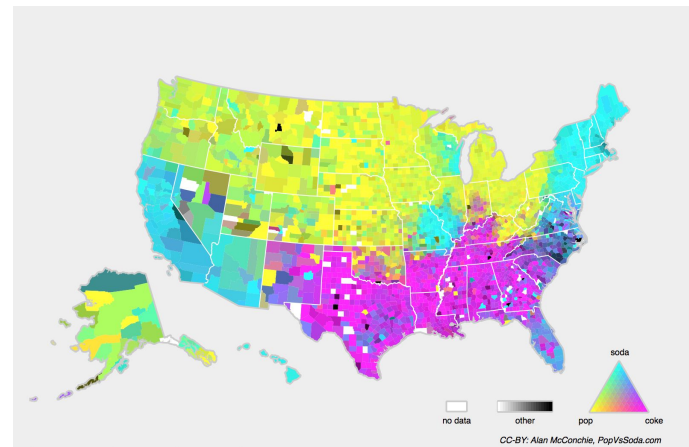 soda
pop
coke
no data
other
CC-BY: Alan McConchie, PopVsSoda.com